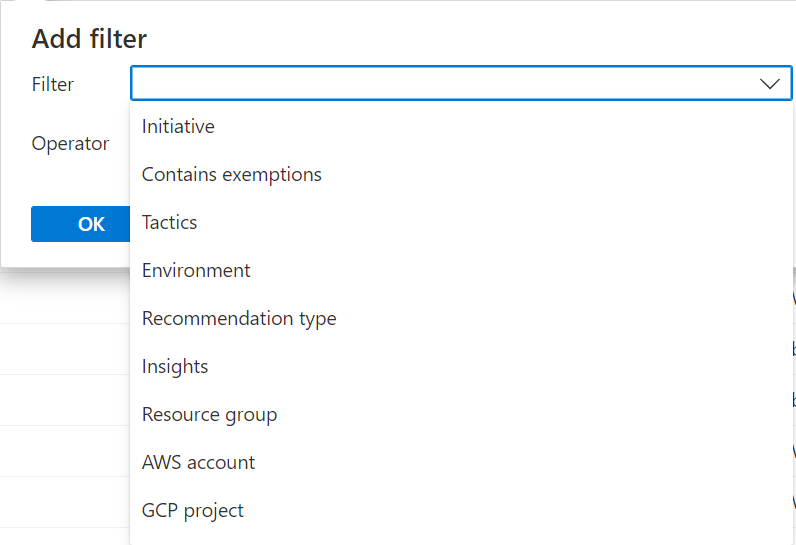 Add filter
Filter
Initiative
Operator
Contains exemptions
Tactics
OK
Environment
Recommendation type
Insights
Resource group
AWS account
GCP project